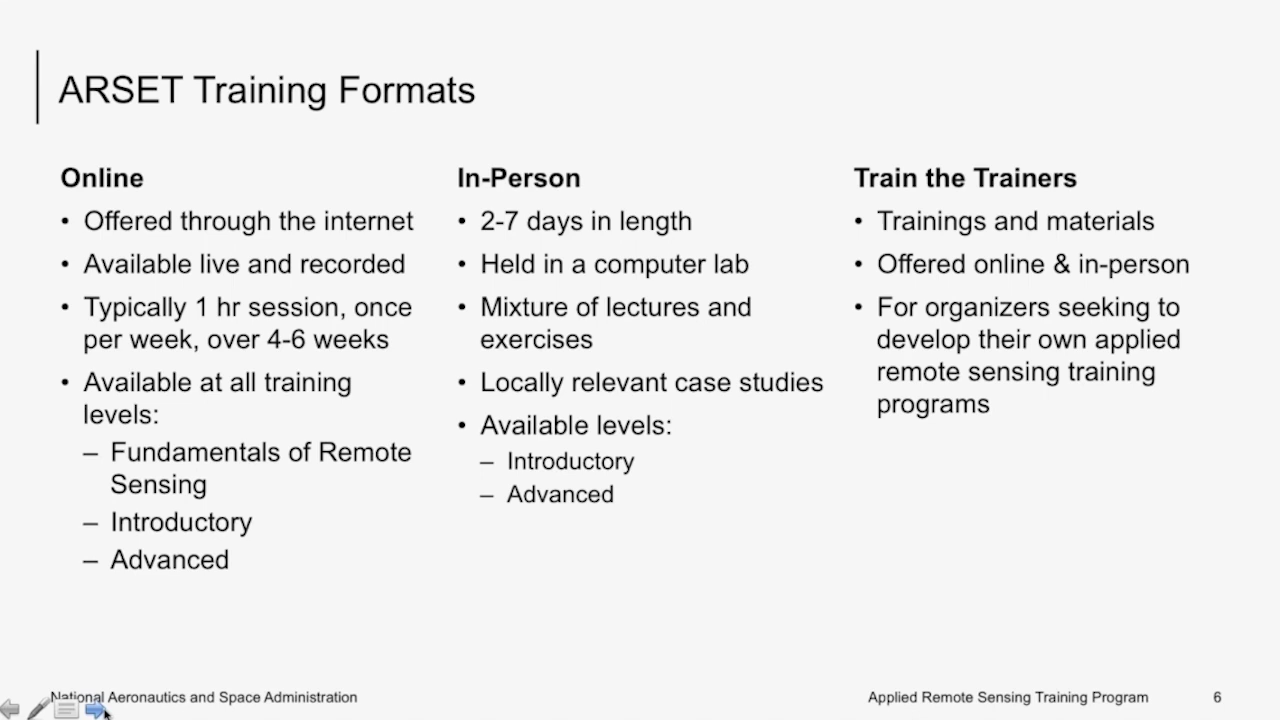 ARSET Training Formats
Online
• Offered through the internet
• Available live and recorded
• Typically 1 hr session, once
per week, over 4-6 weeks
• Available at all training
levels:
– Fundamentals of Remote
Sensing
– Introductory
– Advanced
In-Person
• 2-7 days in length
• Held in a computer lab
• Mixture of lectures and
exercises
• Locally relevant case studies
• Available levels:
– Introductory
– Advanced
Train the Trainers
• Trainings and materials
• Offered online & in-person
• For organizers seeking to
develop their own applied
remote sensing training
programs
National Aeronautics and Space Administration
Applied Remote Sensing Training Program
6